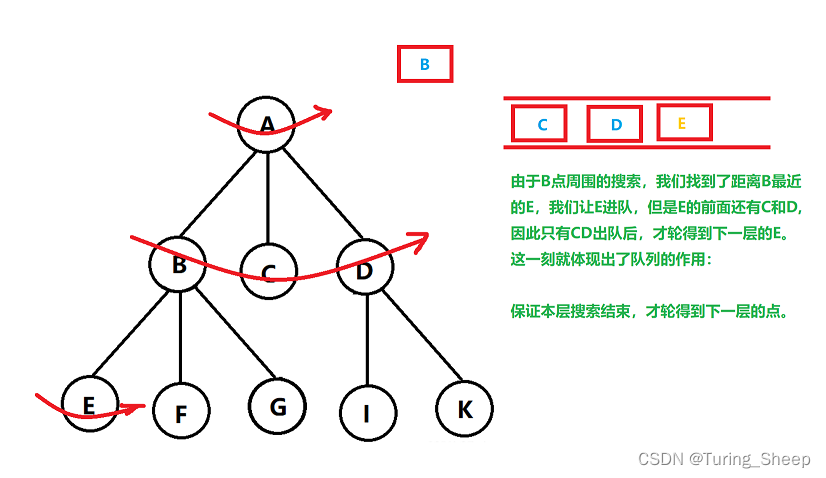 B
A
C D E
由于B点周围的搜索，我们找到了距离B最近
的E，我们让E进队，但是E的前面还有C和D,
因此只有CD出队后，才轮得到下一层的E。
这一刻就体现出了队列的作用：
B C D
保证本层搜索结束，才轮得到下一层的点。
E F G I K
CSDN @Turing_Sheep